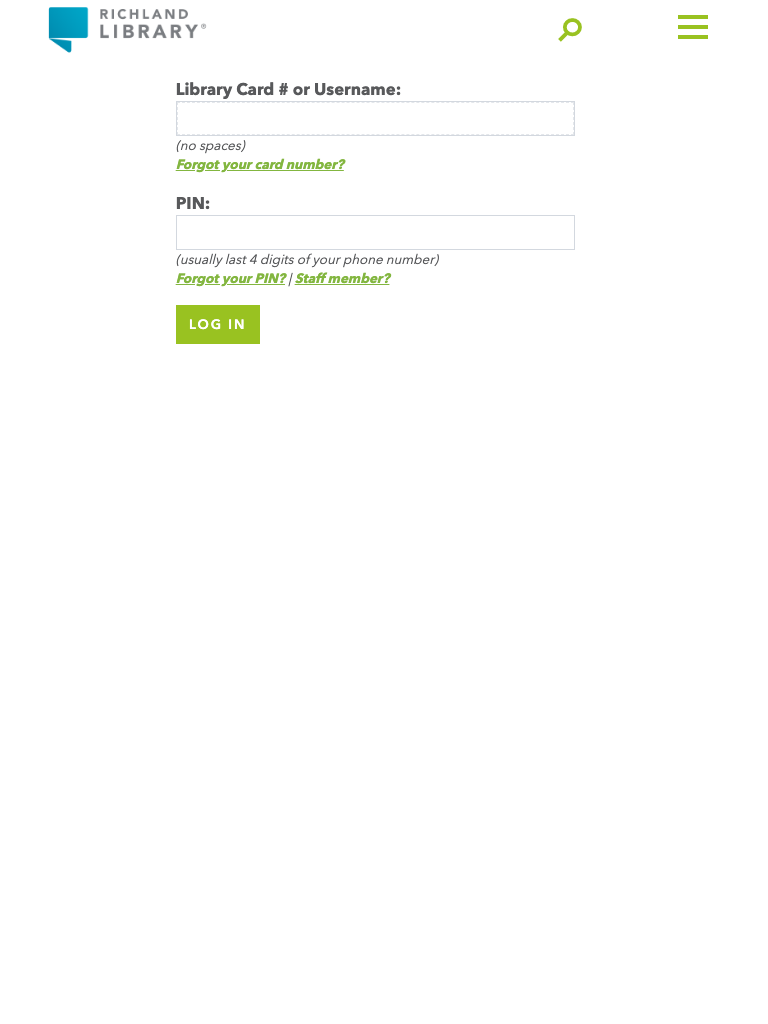 RICHLAND
LIBRARY®
Library Card # or Username:
(no spaces)
Forgot your card number?
PIN:
(usually last 4 digits of your phone number)
Forgot your PIN? | Staff member?
LOG IN